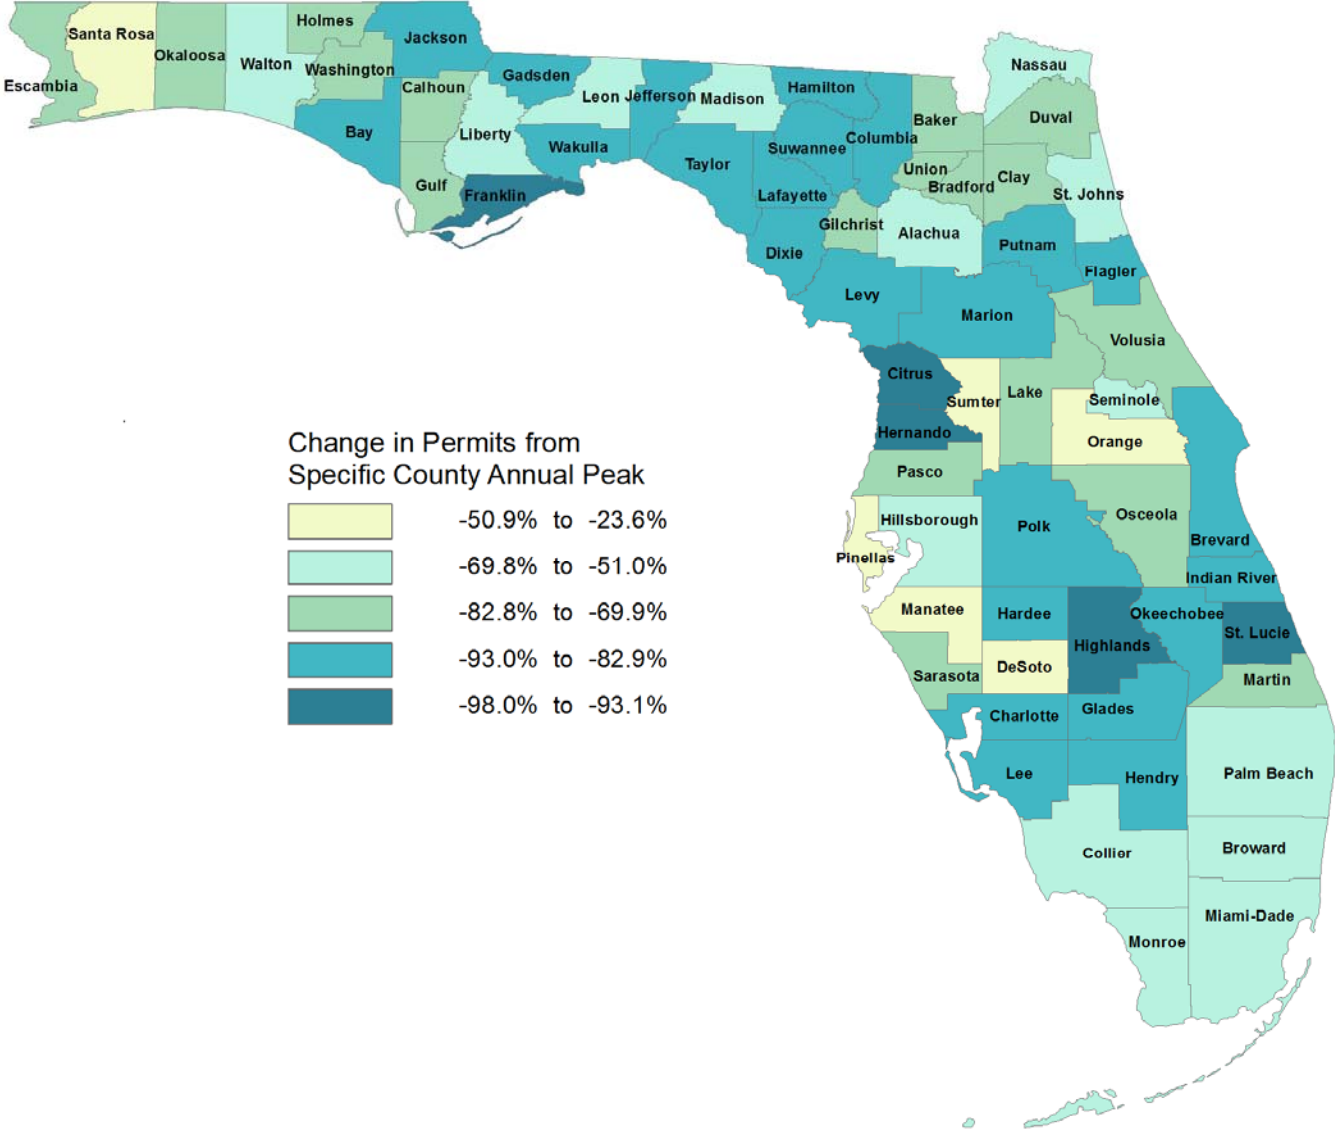 Santa Rosa
Escambia
Okaloosa
Walton
Holmes
Washington
Jackson
Bay
Calhoun
Gulf
Liberty
Franklin
Gadsden
Leon
Wakulla
Jefferson
Madison
Taylor
Hamilton
Suwannee
Lafayette
Dixie
Columbia
Baker
Union
Bradford
Gilchrist
Alachua
Nassau
Duval
Clay
St. Johns
Putnam
Flagler
Levy
Marion
Volusia
Citrus
Hernando
Sumter
Lake
Seminole
Orange
Pasco
Pinellas
Hillsborough
Polk
Osceola
Brevard
Indian River
Manatee
Hardee
Highlands
Okeechobee
St. Lucie
Sarasota
DeSoto
Martin
Charlotte
Glades
Lee
Hendry
Palm Beach
Collier
Broward
Monroe
Miami-Dade
Change in Permits from
Specific County Annual Peak
-50.9% to -23.6%
-69.8% to -51.0%
-82.8% to -69.9%
-93.0% to -82.9%
-98.0% to -93.1%